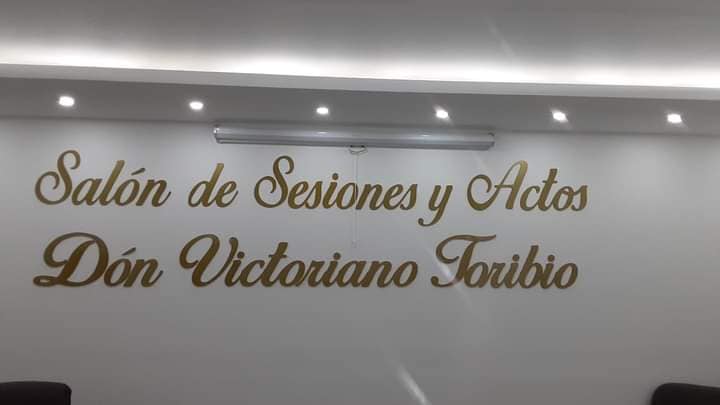 Salón de Sesiones y Actos
Dón Victoriano Toribio